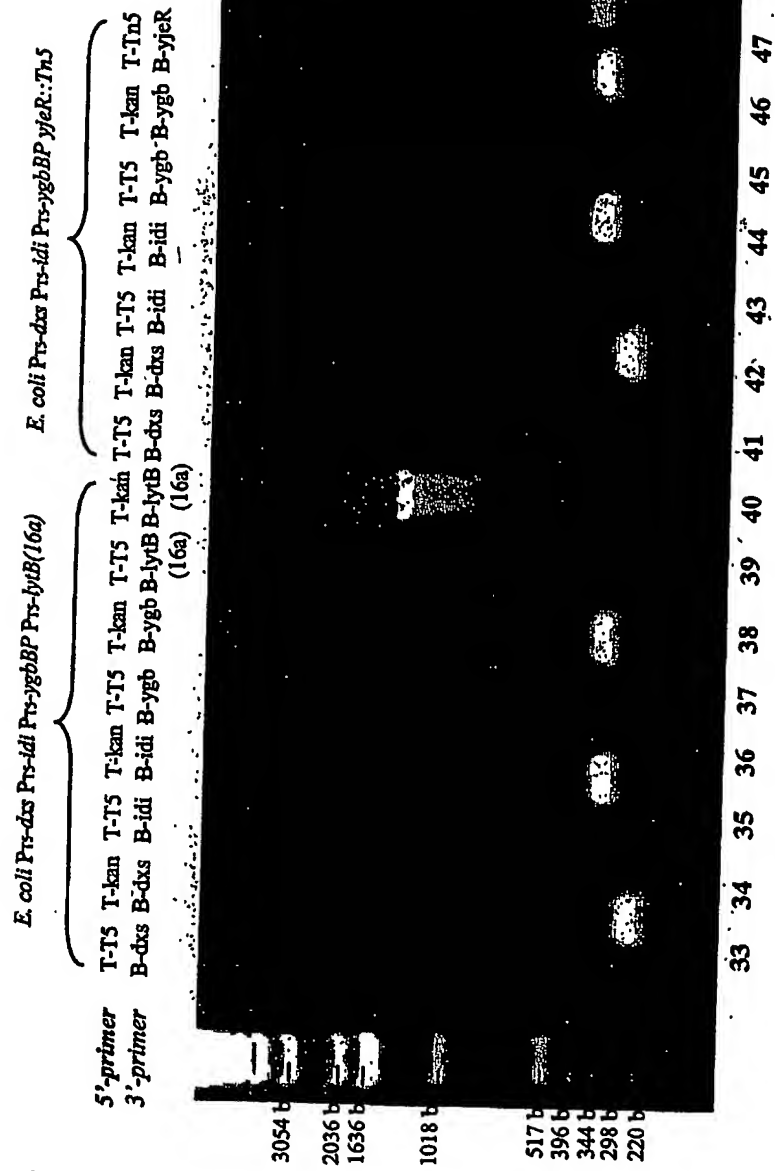 E. coli PT5-dxs PT5-idi PT5-ygbBP PT5-lytB(16a)
E. coli PT5-dxs PT5-idi PT5-ygbBP yjeR::Tn5
5'-primer T-T5 T-kan T-T5 T-kan T-T5 T-kan T-T5 T-kan T-T5 T-kan T-T5 T-kan T-T5 T-kan T-Tn5
3'-primer B-dxs B-dxs B-idi B-idi B-ygb B-ygb B-lytB B-lytB B-dxs B-dxs B-idi B-idi B-ygb B-ygb B-yjeR
(16a) (16a)
3054 b
2036 b
1636 b
1018 b
517 b
396 b
344 b
298 b
220 b
33 34 35 36 37 38 39 40 41 42 43 44 45 46 47